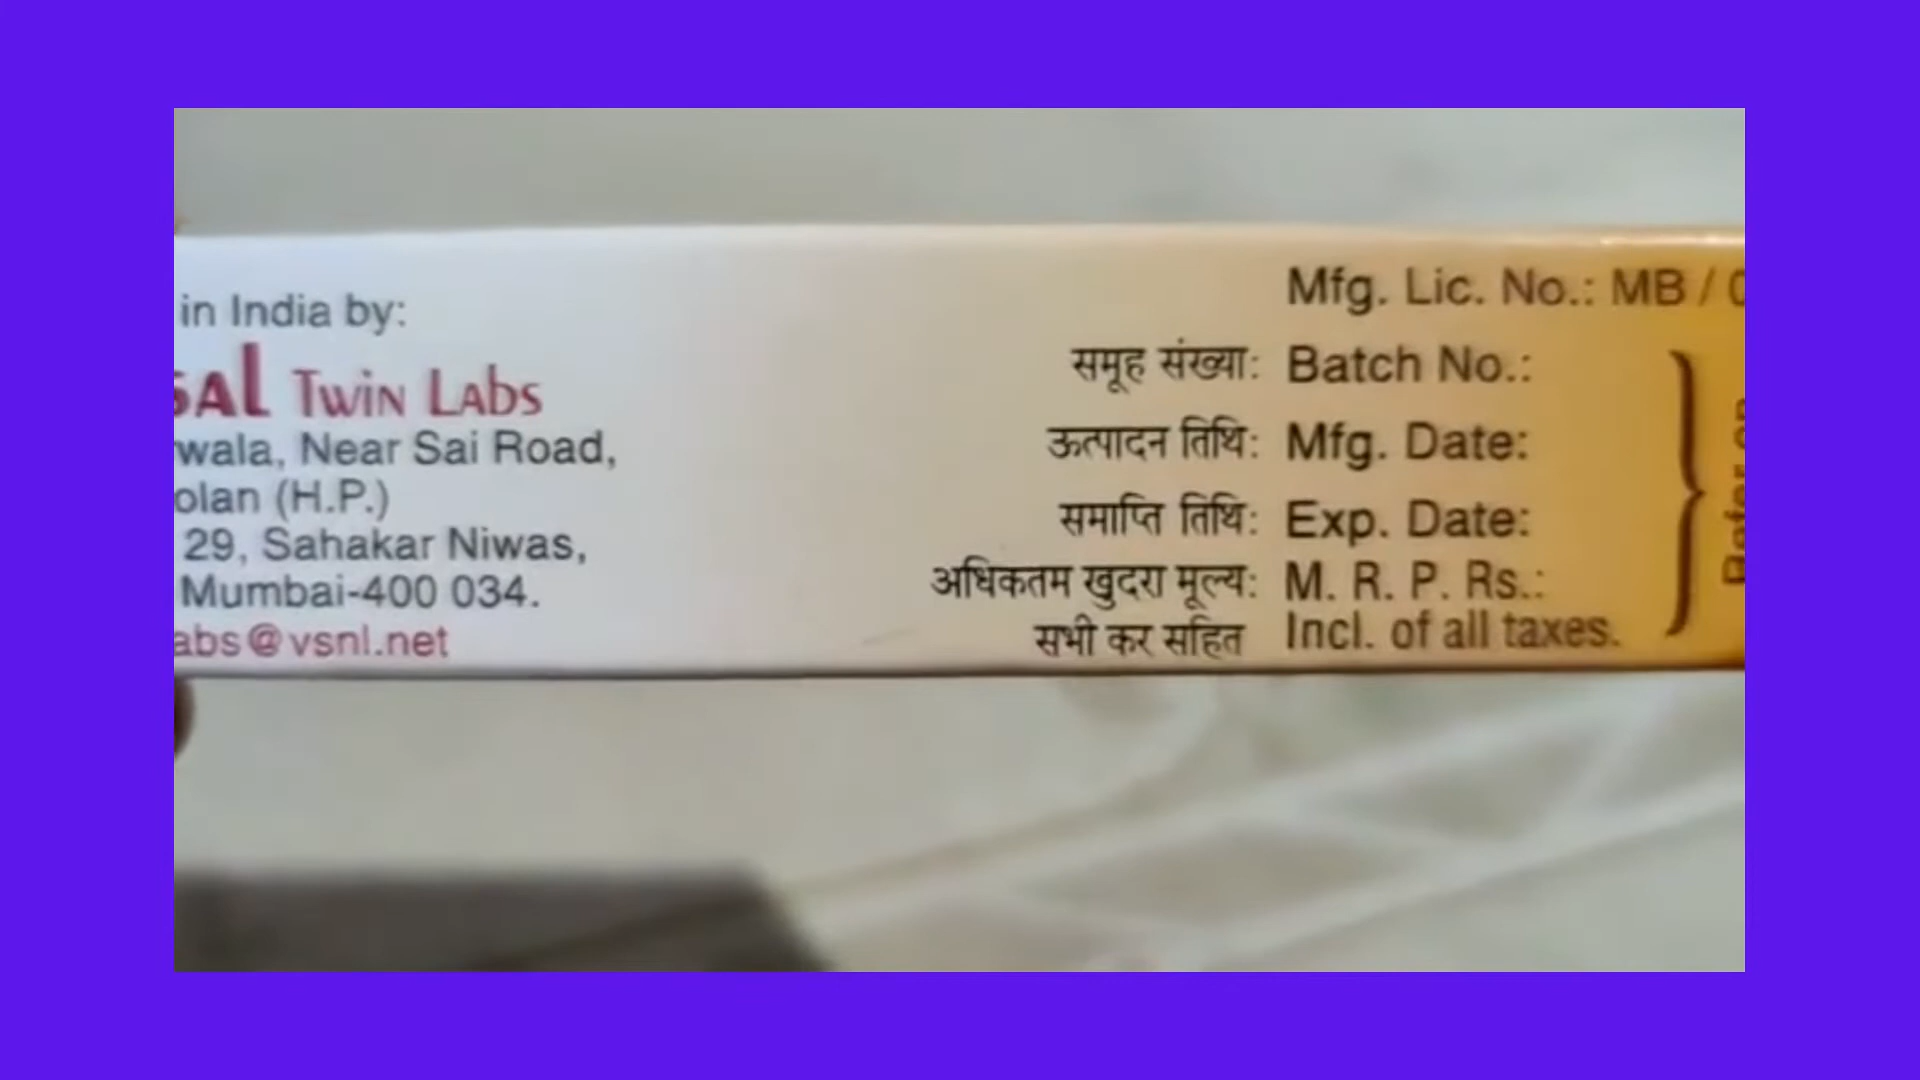 in India by:
Twin Labs
Near Sai Road,
(H.P.)
29, Sahakar Niwas,
Mumbai-400 034.
abs@vsnl.net
Mfg. Lic. No.: MB /
समूह संख्या: Batch No.:
ऊत्पादन तिथि: Mfg. Date:
समाप्ति तिथि: Exp. Date:
अधिकतम खुदरा मूल्य: M. R. P. Rs.:
सभी कर सहित Incl. of all taxes.